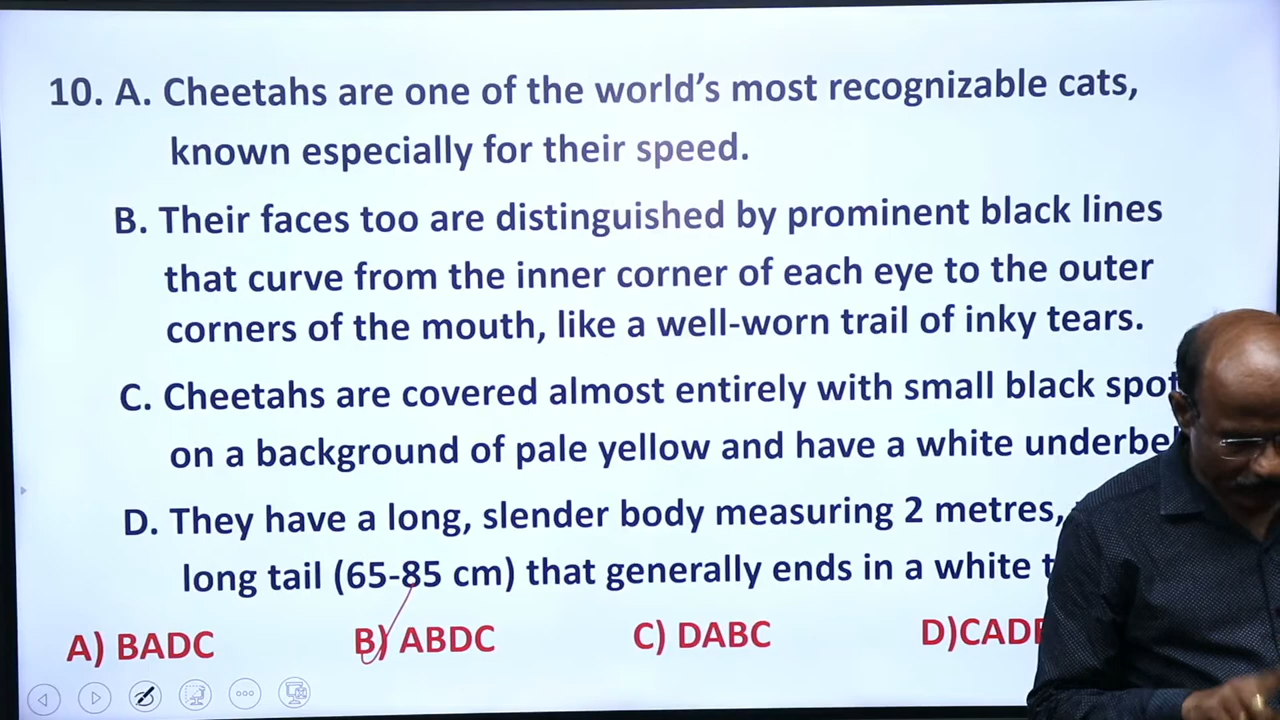 10. A. Cheetahs are one of the world's most recognizable cats,
known especially for their speed.
B. Their faces too are distinguished by prominent black lines
that curve from the inner corner of each eye to the outer
corners of the mouth, like a well-worn trail of inky tears.
C. Cheetahs are covered almost entirely with small black
on a background of pale yellow and have a white
D. They have a long, slender body measuring 2 metres,
long tail (65-85 cm) that generally ends in a white
A) BADC B) ABDC C) DABC D)